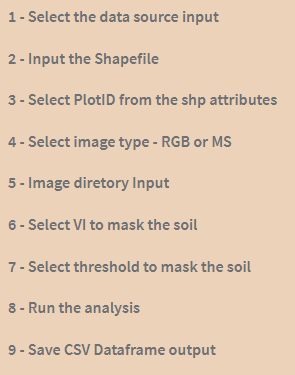 1 - Select the data source input
2 - Input the Shapefile
3 - Select PlotID from the shp attributes
4 - Select image type - RGB or MS
5 - Image diretory Input
6 - Select VI to mask the soil
7 - Select threshold to mask the soil
8 - Run the analysis
9 - Save CSV Dataframe output